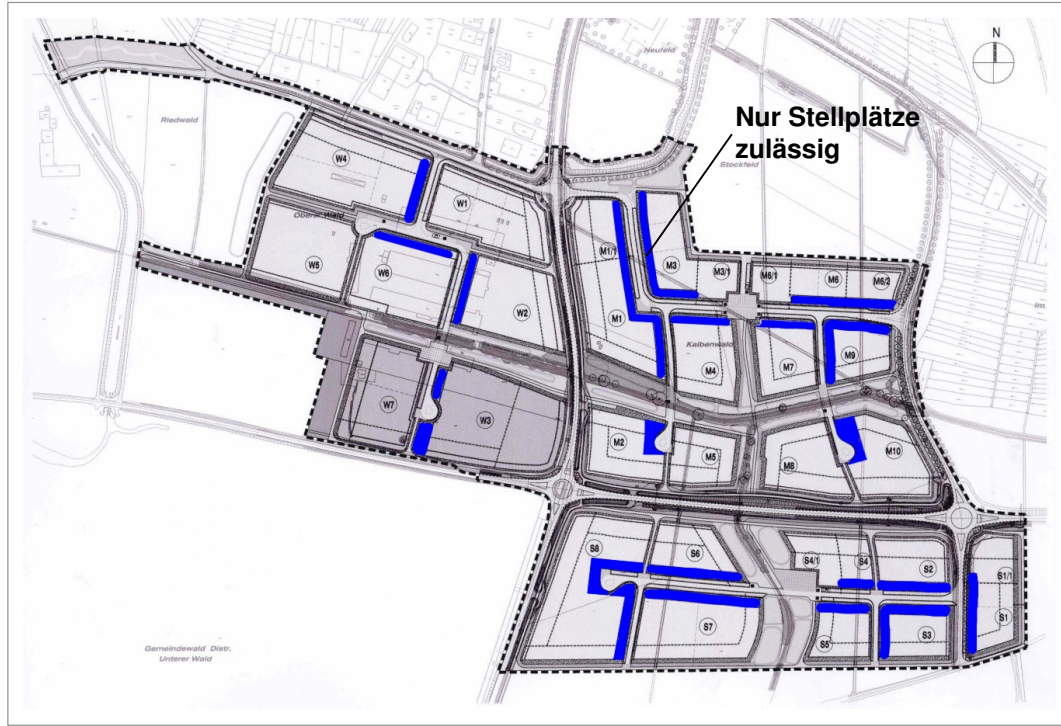 N
Neufeld
Nur Stellplätze
zulässig
Stockfeld
Riedwald
W4
W1
Oberer Wald
M1/1
M3
M3/1
M6/1
M6
M6/2
W5
W6
W2
M1
Kalbenwald
M4
M7
M9
W7
W3
M2
M5
M8
M10
S8
S6
S4/1
S4
S2
S1/1
S7
S5
S3
S1
Gemeindewald Distr.
Unterer Wald